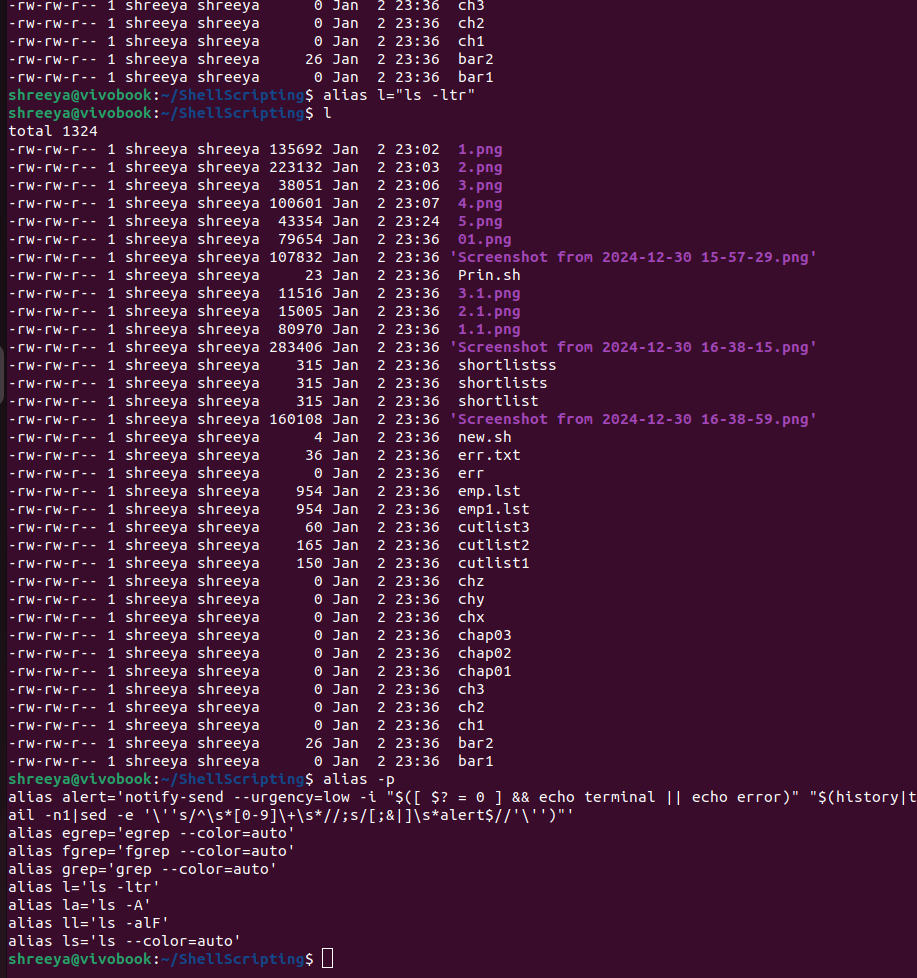 -rw-rw-r-- 1 shreeya shreeya      0 Jan  2 23:36  ch3
-rw-rw-r-- 1 shreeya shreeya      0 Jan  2 23:36  ch2
-rw-rw-r-- 1 shreeya shreeya      0 Jan  2 23:36  ch1
-rw-rw-r-- 1 shreeya shreeya     26 Jan  2 23:36  bar2
-rw-rw-r-- 1 shreeya shreeya      0 Jan  2 23:36  bar1
shreeya@vivobook:~/ShellScripting$ alias l="ls -ltr"
shreeya@vivobook:~/ShellScripting$ l
total 1324
-rw-rw-r-- 1 shreeya shreeya 135692 Jan  2 23:02  1.png
-rw-rw-r-- 1 shreeya shreeya 223132 Jan  2 23:03  2.png
-rw-rw-r-- 1 shreeya shreeya  38051 Jan  2 23:06  3.png
-rw-rw-r-- 1 shreeya shreeya 100601 Jan  2 23:07  4.png
-rw-rw-r-- 1 shreeya shreeya  43354 Jan  2 23:24  5.png
-rw-rw-r-- 1 shreeya shreeya  79654 Jan  2 23:36  01.png
-rw-rw-r-- 1 shreeya shreeya 107832 Jan  2 23:36 'Screenshot from 2024-12-30 15-57-29.png'
-rw-rw-r-- 1 shreeya shreeya     23 Jan  2 23:36  Prin.sh
-rw-rw-r-- 1 shreeya shreeya  11516 Jan  2 23:36  3.1.png
-rw-rw-r-- 1 shreeya shreeya  15005 Jan  2 23:36  2.1.png
-rw-rw-r-- 1 shreeya shreeya  80970 Jan  2 23:36  1.1.png
-rw-rw-r-- 1 shreeya shreeya 283406 Jan  2 23:36 'Screenshot from 2024-12-30 16-38-15.png'
-rw-rw-r-- 1 shreeya shreeya    315 Jan  2 23:36  shortlistss
-rw-rw-r-- 1 shreeya shreeya    315 Jan  2 23:36  shortlists
-rw-rw-r-- 1 shreeya shreeya    315 Jan  2 23:36  shortlist
-rw-rw-r-- 1 shreeya shreeya 160108 Jan  2 23:36 'Screenshot from 2024-12-30 16-38-59.png'
-rw-rw-r-- 1 shreeya shreeya      4 Jan  2 23:36  new.sh
-rw-rw-r-- 1 shreeya shreeya     36 Jan  2 23:36  err.txt
-rw-rw-r-- 1 shreeya shreeya      0 Jan  2 23:36  err
-rw-rw-r-- 1 shreeya shreeya    954 Jan  2 23:36  emp.lst
-rw-rw-r-- 1 shreeya shreeya    954 Jan  2 23:36  emp1.lst
-rw-rw-r-- 1 shreeya shreeya     60 Jan  2 23:36  cutlist3
-rw-rw-r-- 1 shreeya shreeya    165 Jan  2 23:36  cutlist2
-rw-rw-r-- 1 shreeya shreeya    150 Jan  2 23:36  cutlist1
-rw-rw-r-- 1 shreeya shreeya      0 Jan  2 23:36  chz
-rw-rw-r-- 1 shreeya shreeya      0 Jan  2 23:36  chy
-rw-rw-r-- 1 shreeya shreeya      0 Jan  2 23:36  chx
-rw-rw-r-- 1 shreeya shreeya      0 Jan  2 23:36  chap03
-rw-rw-r-- 1 shreeya shreeya      0 Jan  2 23:36  chap02
-rw-rw-r-- 1 shreeya shreeya      0 Jan  2 23:36  chap01
-rw-rw-r-- 1 shreeya shreeya      0 Jan  2 23:36  ch3
-rw-rw-r-- 1 shreeya shreeya      0 Jan  2 23:36  ch2
-rw-rw-r-- 1 shreeya shreeya      0 Jan  2 23:36  ch1
-rw-rw-r-- 1 shreeya shreeya     26 Jan  2 23:36  bar2
-rw-rw-r-- 1 shreeya shreeya      0 Jan  2 23:36  bar1
shreeya@vivobook:~/ShellScripting$ alias -p
alias alert='notify-send --urgency=low -i "$([ $? = 0 ] && echo terminal || echo error)" "$(history|t
ail -n1|sed -e '\''s/^\s*[0-9]\+\s*//;s/[;&|]\s*alert$//'\'')"'
alias egrep='egrep --color=auto'
alias fgrep='fgrep --color=auto'
alias grep='grep --color=auto'
alias l='ls -ltr'
alias la='ls -A'
alias ll='ls -alF'
alias ls='ls --color=auto'
shreeya@vivobook:~/ShellScripting$